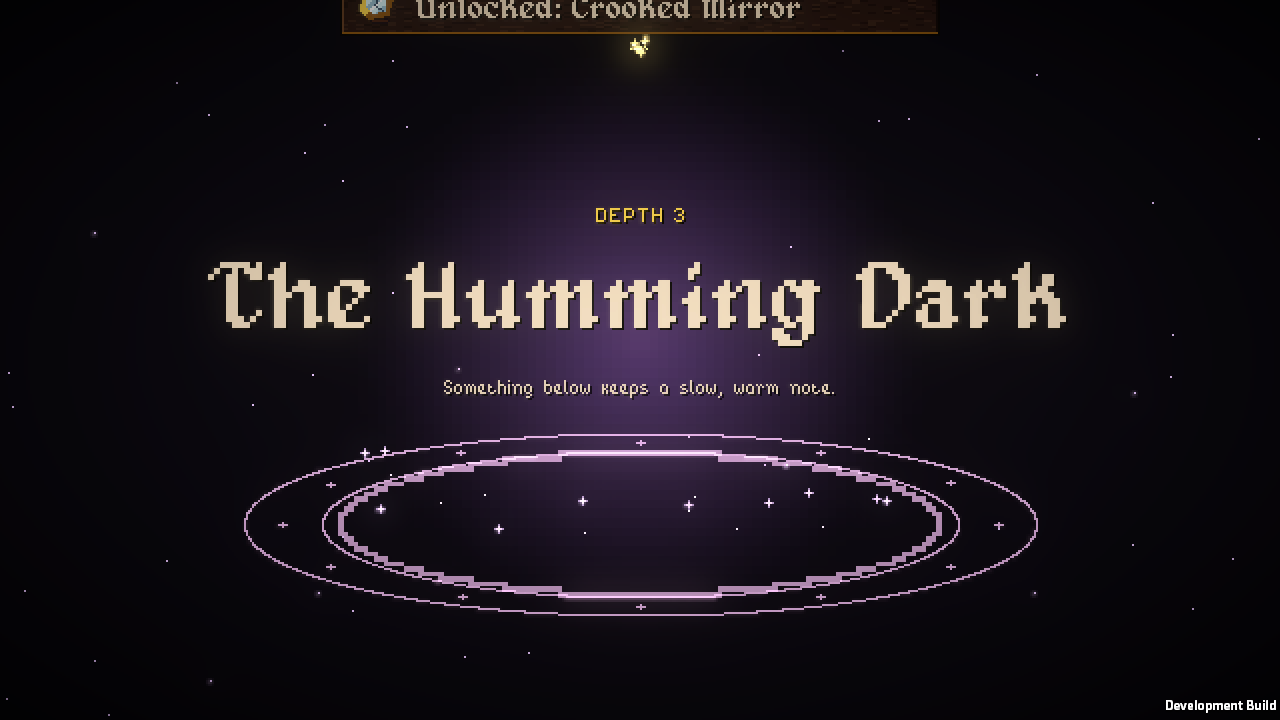 Unlocked: Crooked Mirror
DEPTH 3
The Humming Dark
Something below keeps a slow, warm note.
Development Build